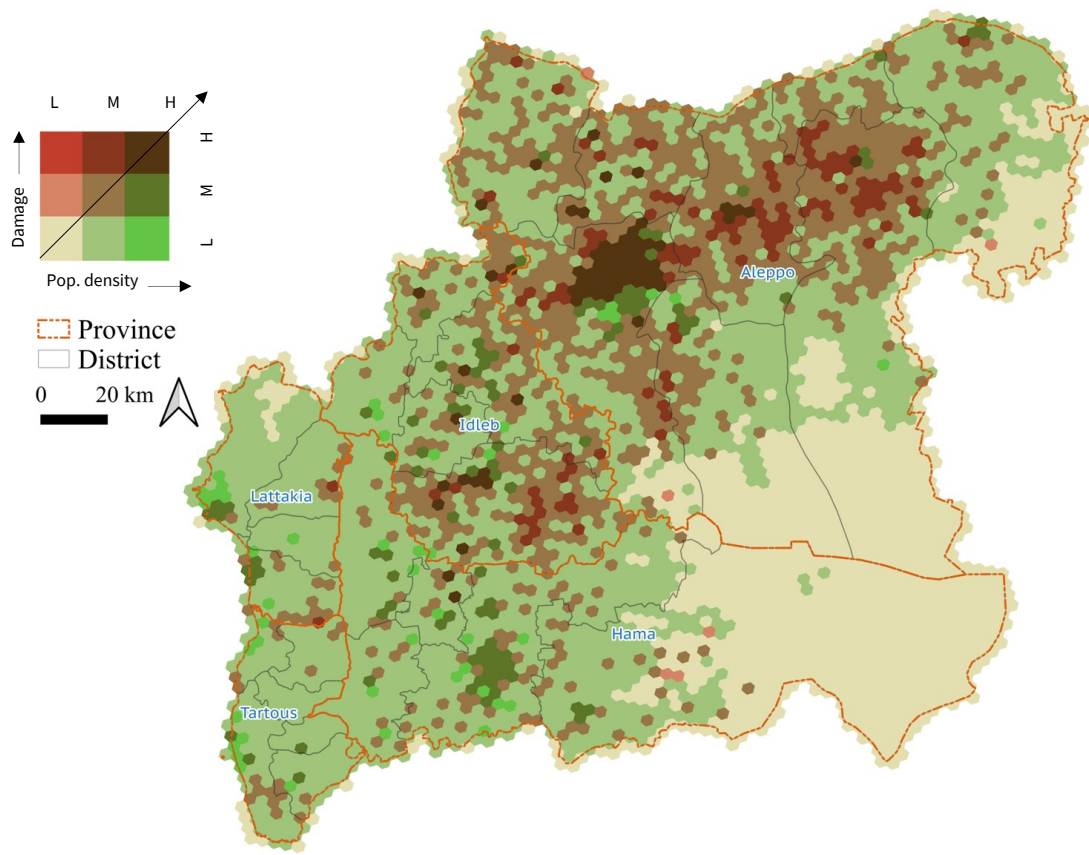 L M H
H
M
L
Damage
Pop. density
Province
District
0 20 km
Aleppo
Idleb
Lattakia
Hama
Tartous